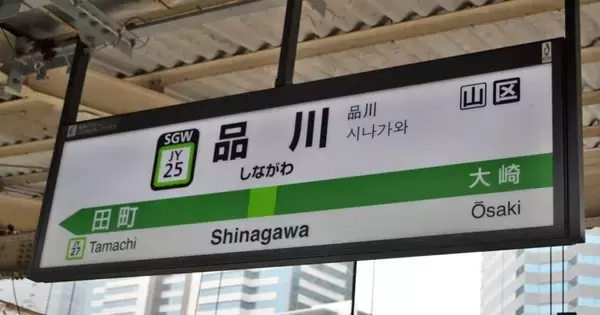 SGW
JY
25
品川
しながわ
品川
시나가와
山 区
田町
JY
27
Tamachi
Shinagawa
大崎
Ōsaki